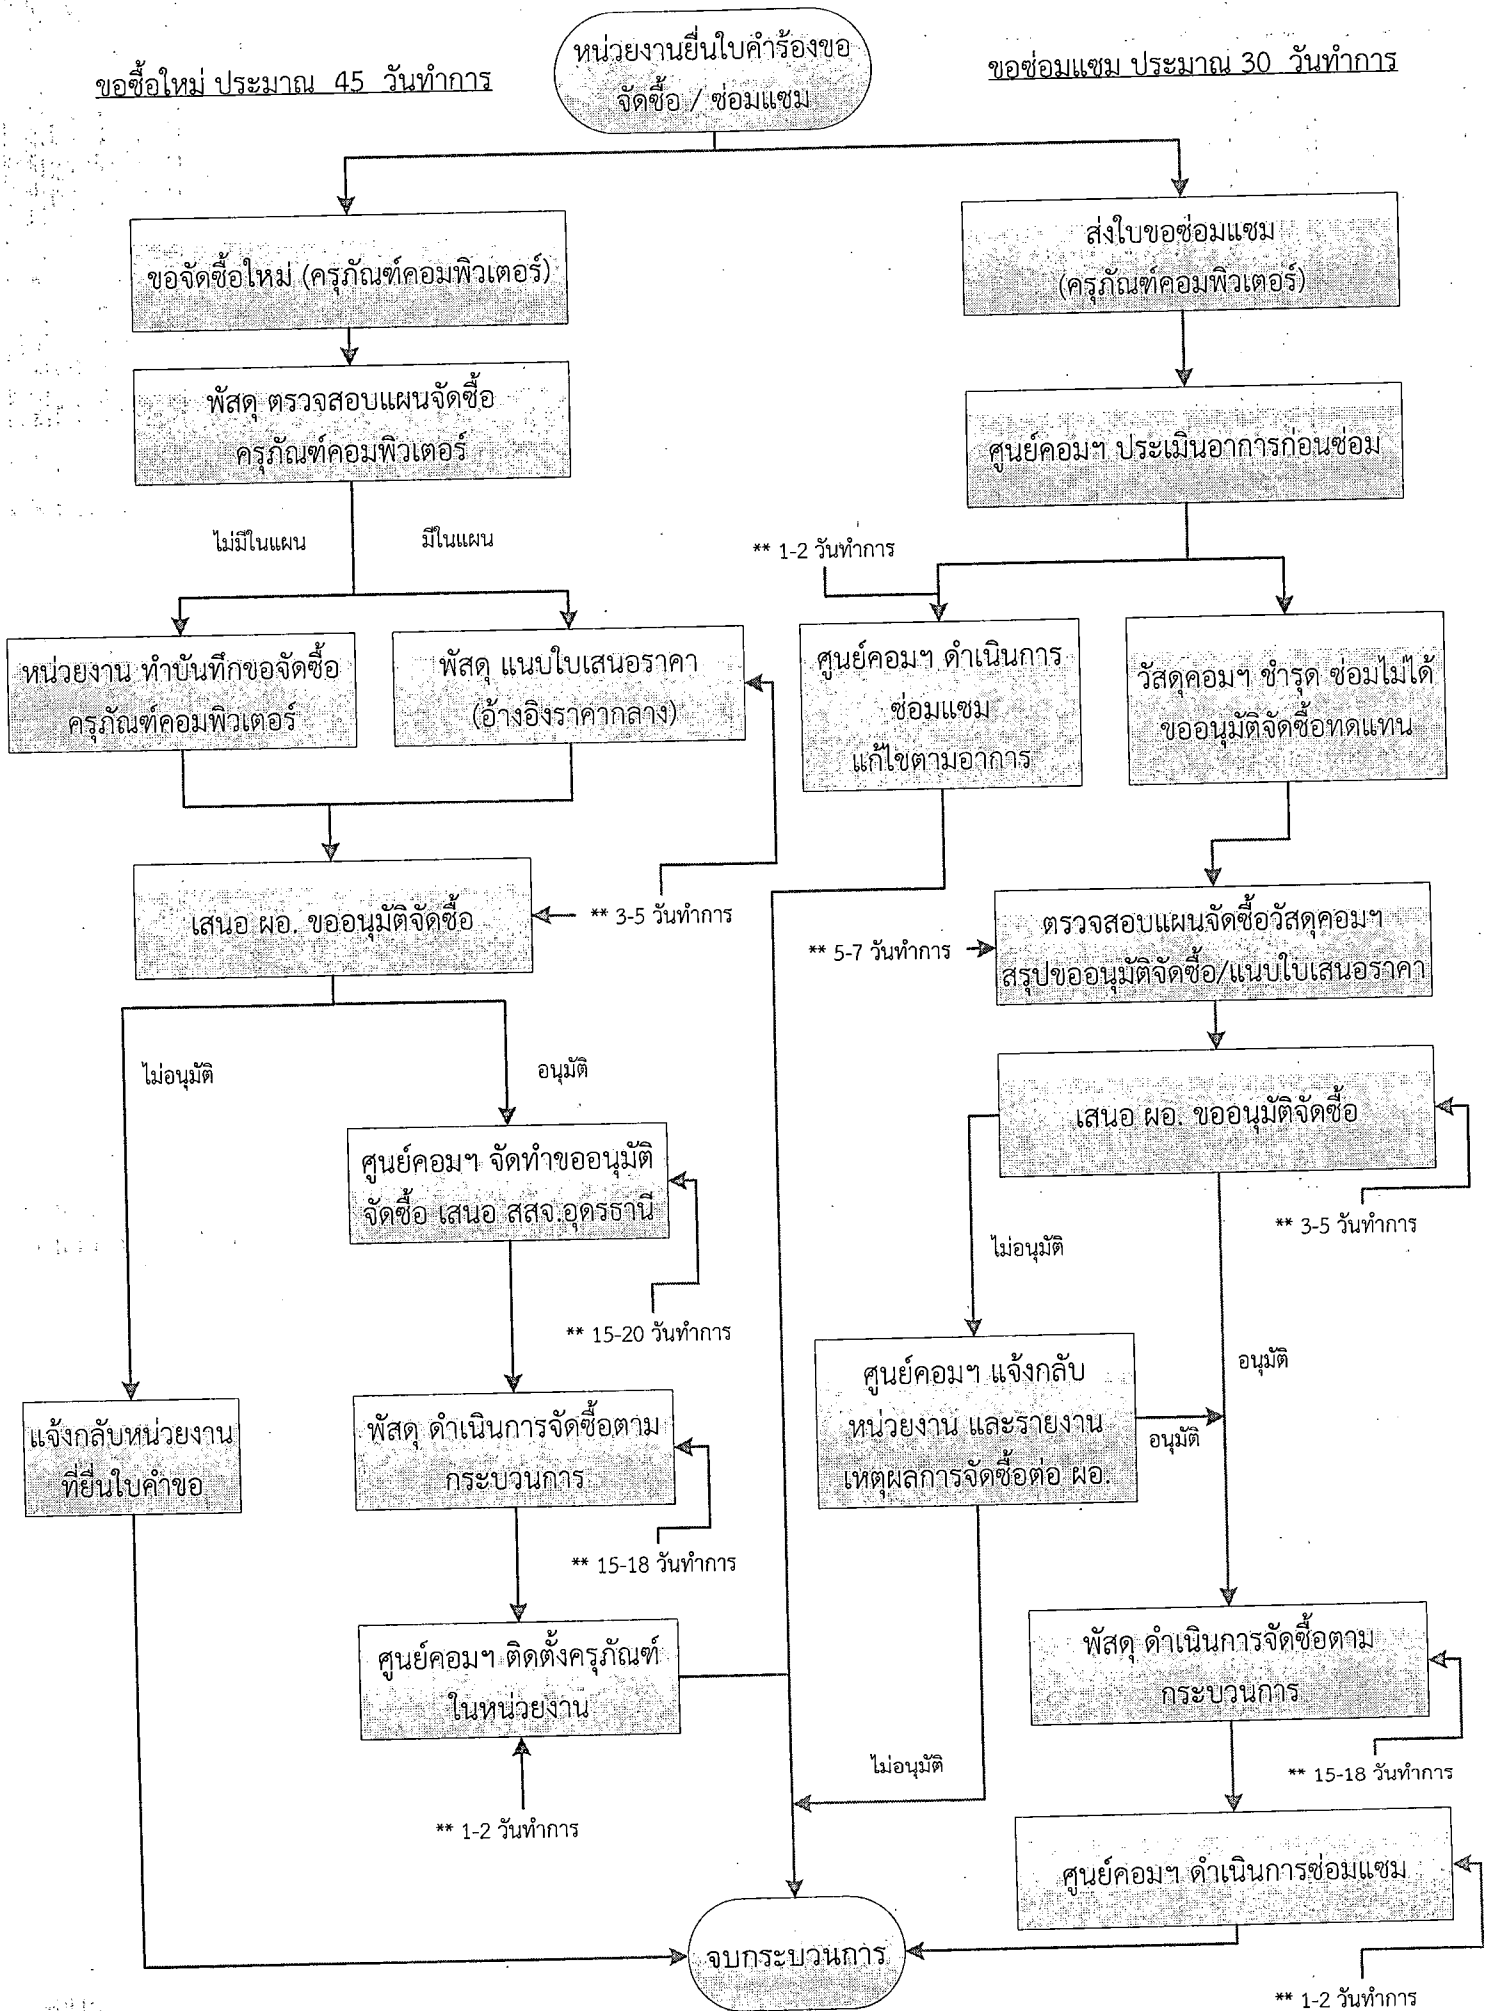 หน่วยงานยื่นใบคำร้องขอ
จัดซื้อ / ซ่อมแซม
ขอซื้อใหม่ ประมาณ 45 วันทำการ
ขอซ่อมแซม ประมาณ 30 วันทำการ
ขอจัดซื้อใหม่ (ครุภัณฑ์คอมพิวเตอร์)
ส่งใบขอซ่อมแซม
(ครุภัณฑ์คอมพิวเตอร์)
พัสดุ ตรวจสอบแผนจัดซื้อ
ครุภัณฑ์คอมพิวเตอร์
ศูนย์คอมฯ ประเมินอาการก่อนซ่อม
ไม่มีในแผน
มีในแผน
** 1-2 วันทำการ
หน่วยงาน ทำบันทึกขอจัดซื้อ
ครุภัณฑ์คอมพิวเตอร์
พัสดุ แนบใบเสนอราคา
(อ้างอิงราคากลาง)
ศูนย์คอมฯ ดำเนินการ
ซ่อมแซม
แก้ไขตามอาการ
วัสดุคอมฯ ชำรุด ซ่อมไม่ได้
ขออนุมัติจัดซื้อทดแทน
เสนอ ผอ. ขออนุมัติจัดซื้อ
** 3-5 วันทำการ
** 5-7 วันทำการ
ตรวจสอบแผนจัดซื้อวัสดุคอมฯ
สรุปขออนุมัติจัดซื้อ/แนบใบเสนอราคา
ไม่อนุมัติ
อนุมัติ
เสนอ ผอ. ขออนุมัติจัดซื้อ
** 3-5 วันทำการ
ศูนย์คอมฯ จัดทำขออนุมัติ
จัดซื้อ เสนอ สสจ.อุดรธานี
** 15-20 วันทำการ
ไม่อนุมัติ
อนุมัติ
แจ้งกลับหน่วยงาน
ที่ยื่นใบคำขอ
พัสดุ ดำเนินการจัดซื้อตาม
กระบวนการ
** 15-18 วันทำการ
ศูนย์คอมฯ แจ้งกลับ
หน่วยงาน และรายงาน
เหตุผลการจัดซื้อต่อ ผอ.
อนุมัติ
ศูนย์คอมฯ ติดตั้งครุภัณฑ์
ในหน่วยงาน
** 1-2 วันทำการ
ไม่อนุมัติ
พัสดุ ดำเนินการจัดซื้อตาม
กระบวนการ
** 15-18 วันทำการ
ศูนย์คอมฯ ดำเนินการซ่อมแซม
จบกระบวนการ
** 1-2 วันทำการ